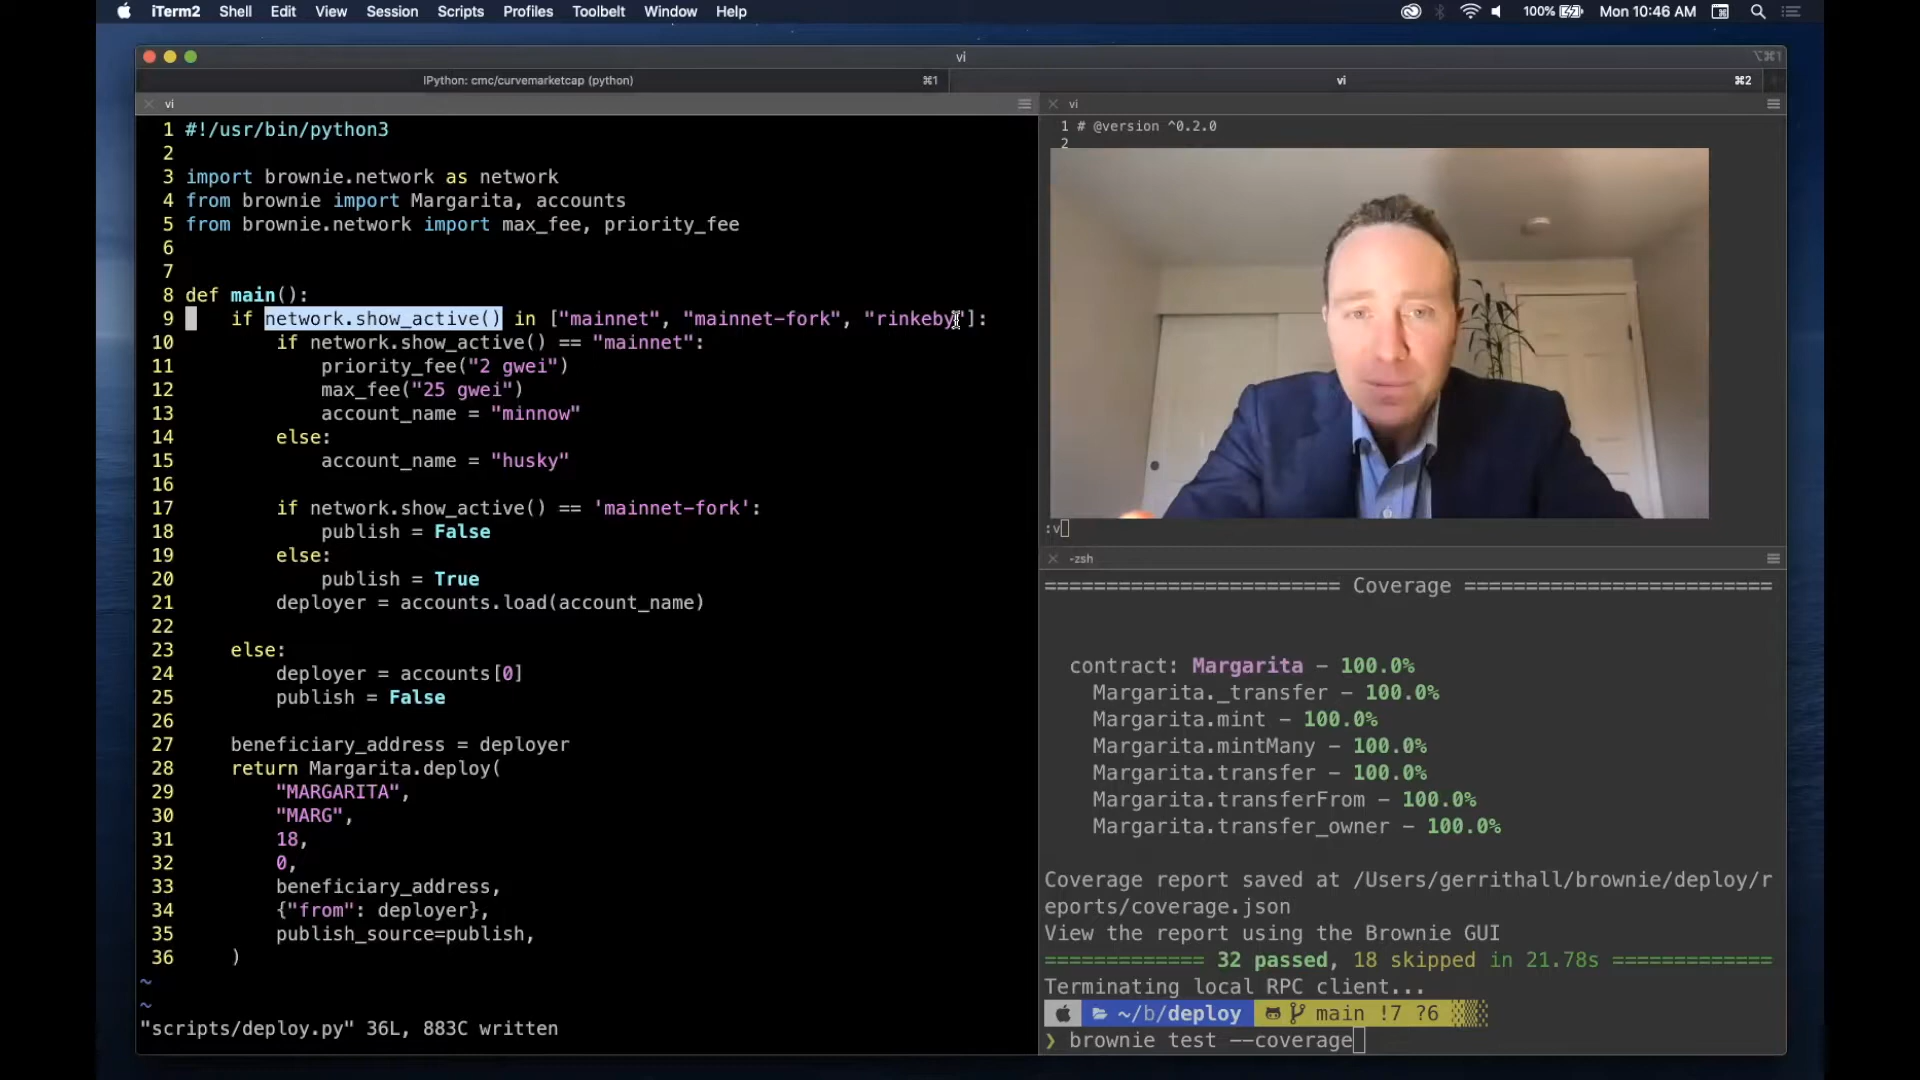 iTerm2 Shell Edit View Session Scripts Profiles Toolbelt Window Help 100% Mon 10:46 AM
vi ⌥⌘1
IPython: cmc/curvemarketcap (python) ⌘1 vi ⌘2
vi
1 #!/usr/bin/python3
2
3 import brownie.network as network
4 from brownie import Margarita, accounts
5 from brownie.network import max_fee, priority_fee
6
7
8 def main():
9 if network.show_active() in ["mainnet", "mainnet-fork", "rinkeby"]:
10 if network.show_active() == "mainnet":
11 priority_fee("2 gwei")
12 max_fee("25 gwei")
13 account_name = "minnow"
14 else:
15 account_name = "husky"
16
17 if network.show_active() == 'mainnet-fork':
18 publish = False
19 else:
20 publish = True
21 deployer = accounts.load(account_name)
22
23 else:
24 deployer = accounts[0]
25 publish = False
26
27 beneficiary_address = deployer
28 return Margarita.deploy(
29 "MARGARITA",
30 "MARG",
31 18,
32 0,
33 beneficiary_address,
34 {"from": deployer},
35 publish_source=publish,
36 )
~
~
"scripts/deploy.py" 36L, 883C written
vi
1 # @version ^0.2.0
2
:v
-zsh
======================== Coverage =========================
contract: Margarita - 100.0%
Margarita._transfer - 100.0%
Margarita.mint - 100.0%
Margarita.mintMany - 100.0%
Margarita.transfer - 100.0%
Margarita.transferFrom - 100.0%
Margarita.transfer_owner - 100.0%
Coverage report saved at /Users/gerrithall/brownie/deploy/r
eports/coverage.json
View the report using the Brownie GUI
============= 32 passed, 18 skipped in 21.78s =============
Terminating local RPC client...
~/b/deploy main !7 ?6
❯ brownie test --coverage